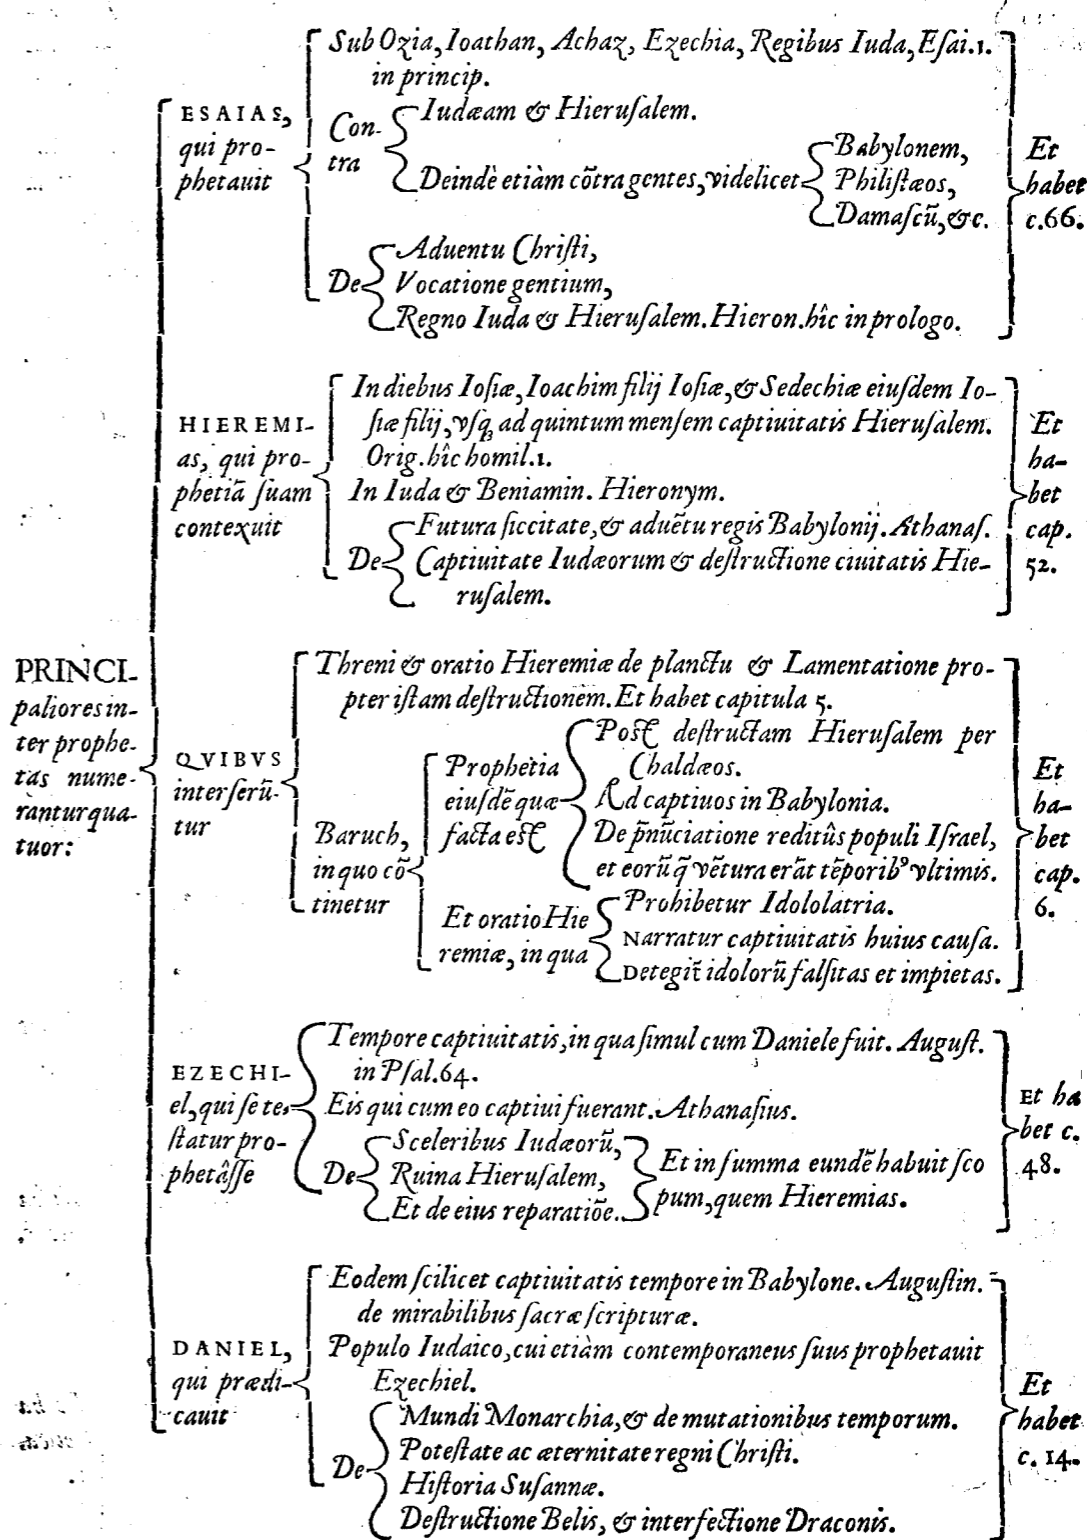 PRINCI-
paliores in-
ter prophe-
tas nume-
rantur qua-
tuor:
ESAIAS,
qui pro-
phetauit
Sub Ozia, Ioathan, Achaz, Ezechia, Regibus Iuda, Eſai.1.
in princip.
Con-
tra
Iudæam & Hieruſalem.
Deindè etiàm cõtra gentes, videlicet
Babylonem,
Philiſtæos,
Damaſcũ, &c.
De
Aduentu Chriſti,
Vocatione gentium,
Regno Iuda & Hieruſalem. Hieron. hîc in prologo.
Et
habet
c.66.
HIEREMI-
as, qui pro-
phetiã ſuam
contexuit
In diebus Ioſiæ, Ioachim filij Ioſiæ, & Sedechiæ eiuſdem Io-
ſiæ filij, vſqꝫ ad quintum menſem captiuitatis Hieruſalem.
Orig. hîc homil.1.
In Iuda & Beniamin. Hieronym.
De
Futura ſiccitate, & aduẽtu regis Babylonij. Athanaſ.
Captiuitate Iudæorum & deſtructione ciuitatis Hie-
ruſalem.
Et
ha-
bet
cap.
52.
QVIBVS
interſerũ-
tur
Threni & oratio Hieremiæ de planctu & Lamentatione pro-
pter iſtam deſtructionem. Et habet capitula 5.
Baruch,
in quo cõ
tinetur
Prophetia
eiuſdẽ quæ
facta eſt
Poſt deſtructam Hieruſalem per
Chaldæos.
Ad captiuos in Babylonia.
De p̃nũciatione reditûs populi Iſrael,
et eorũ q̃ vẽtura erãt tẽporibꝰ vltimis.
Et oratio Hie
remiæ, in qua
Prohibetur Idololatria.
Narratur captiuitatis huius cauſa.
Detegit̃ idolorũ falſitas et impietas.
Et
ha-
bet
cap.
6.
EZECHI-
el, qui ſe te-
ſtatur pro-
phetâſſe
Tempore captiuitatis, in qua ſimul cum Daniele fuit. Auguſt.
in Pſal.64.
Eis qui cum eo captiui fuerant. Athanaſius.
De
Sceleribus Iudæorũ,
Ruina Hieruſalem,
Et de eius reparatiõe.
Et in ſumma eundẽ habuit ſco
pum, quem Hieremias.
Et ha
bet c.
48.
DANIEL,
qui prædi-
cauit
Eodem ſcilicet captiuitatis tempore in Babylone. Auguſtin.
de mirabilibus ſacræ ſcripturæ.
Populo Iudaico, cui etiàm contemporaneus ſuus prophetauit
Ezechiel.
De
Mundi Monarchia, & de mutationibus temporum.
Poteſtate ac æternitate regni Chriſti.
Hiſtoria Suſannæ.
Deſtructione Belis, & interfectione Draconis.
Et
habet
c. 14.